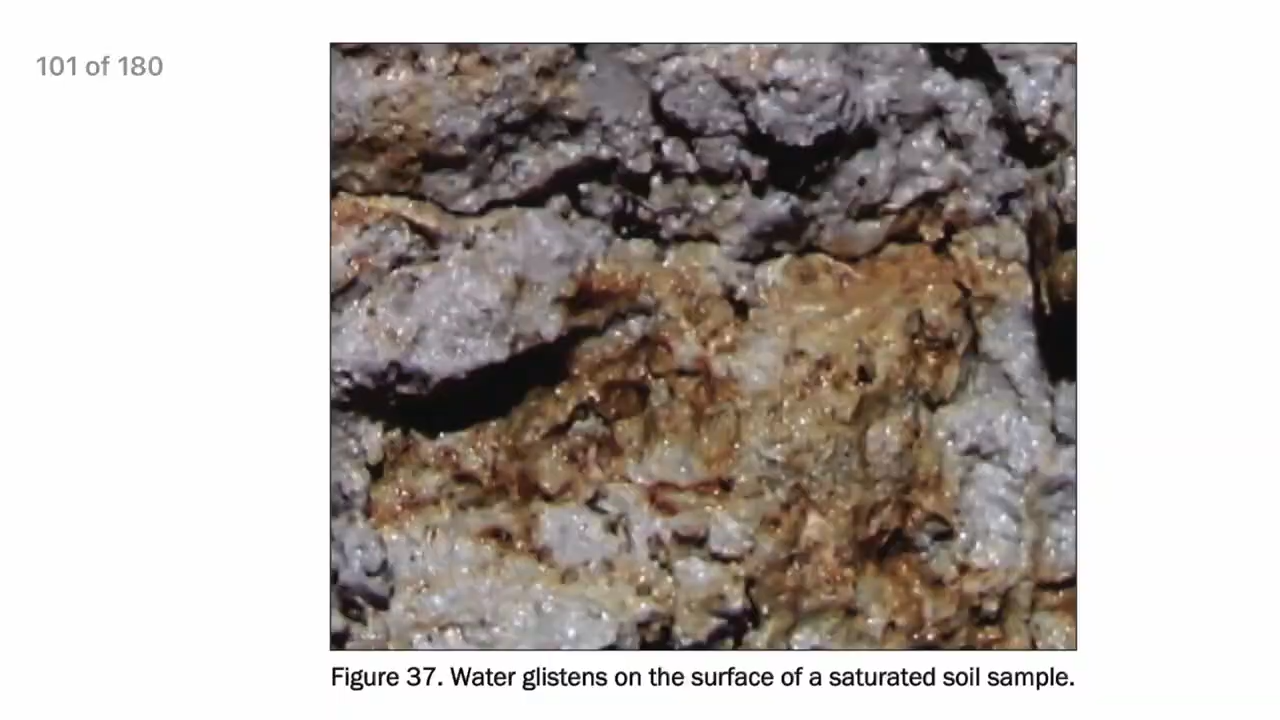 101 of 180
Figure 37. Water glistens on the surface of a saturated soil sample.